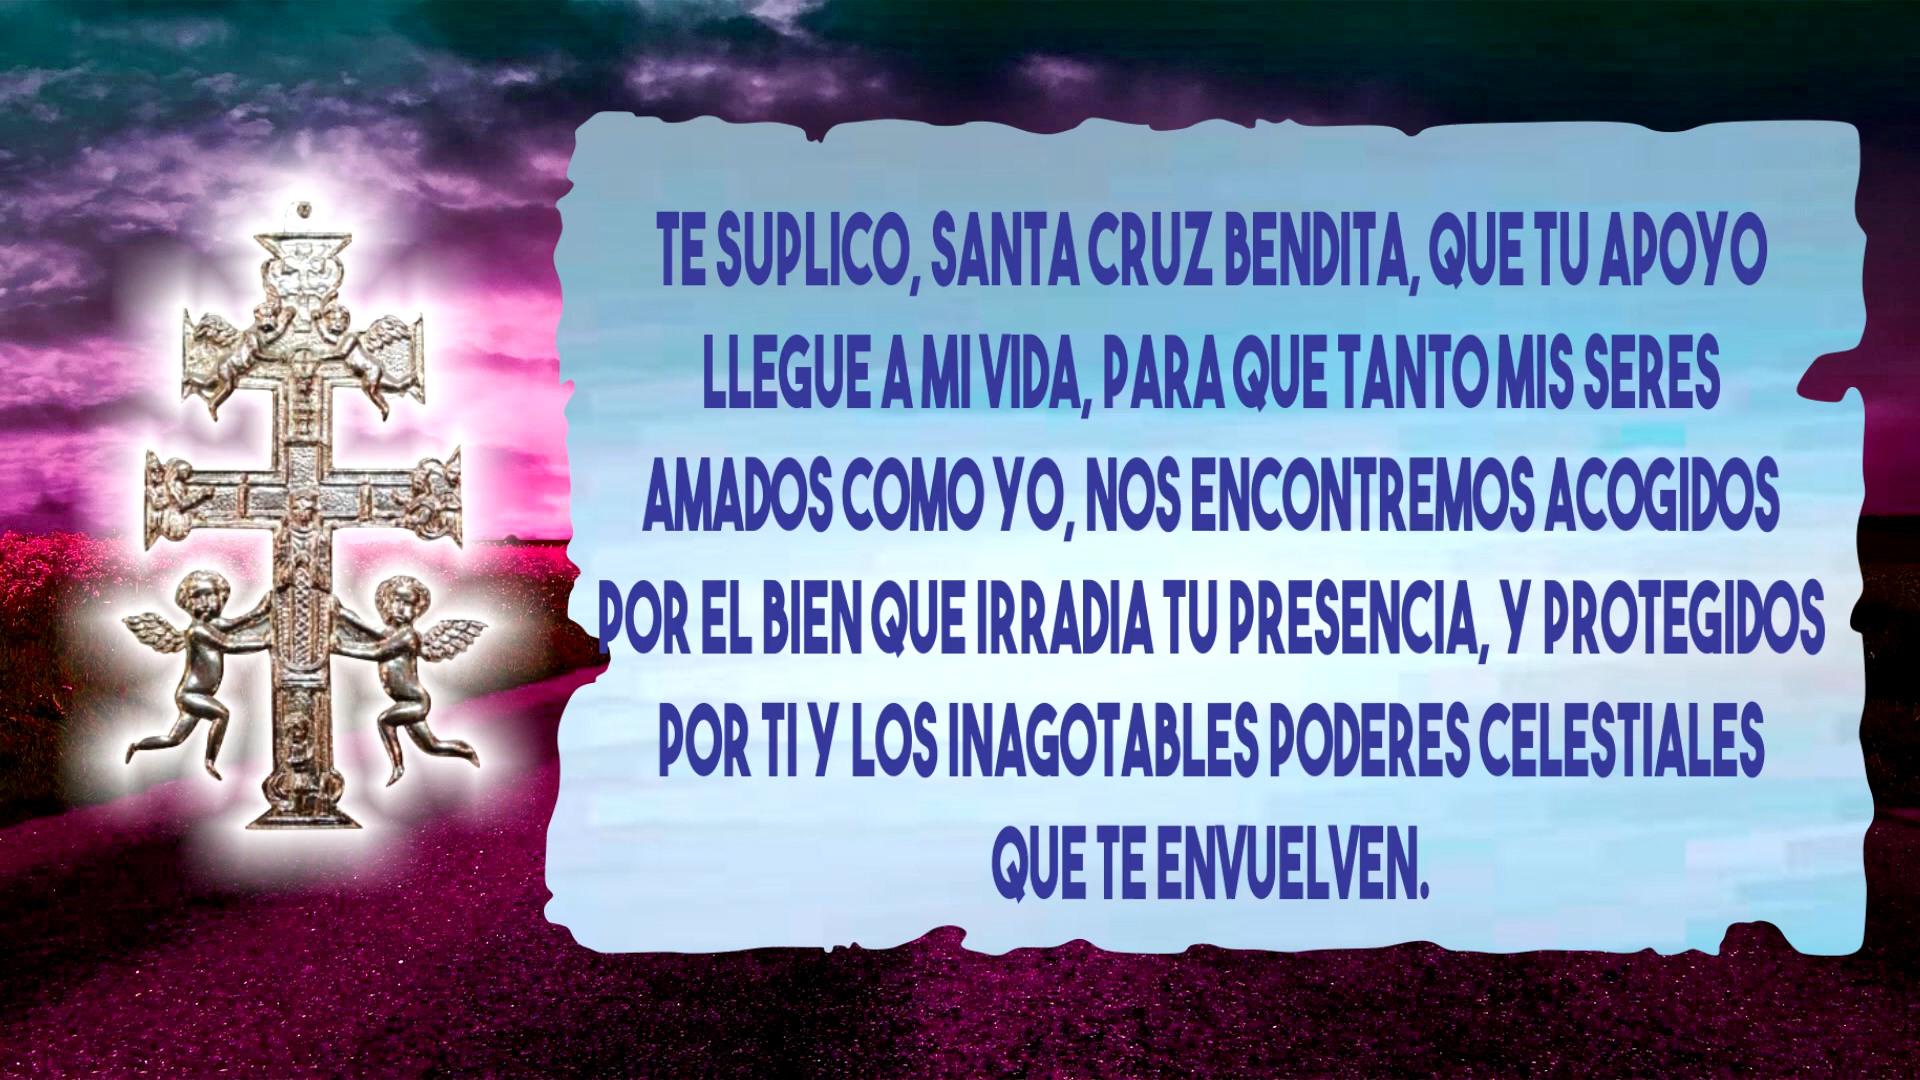 TE SUPLICO, SANTA CRUZ BENDITA, QUE TU APOYO
LLEGUE A MI VIDA, PARA QUE TANTO MIS SERES
AMADOS COMO YO, NOS ENCONTREMOS ACOGIDOS
POR EL BIEN QUE IRRADIA TU PRESENCIA, Y PROTEGIDOS
POR TI Y LOS INAGOTABLES PODERES CELESTIALES
QUE TE ENVUELVEN.